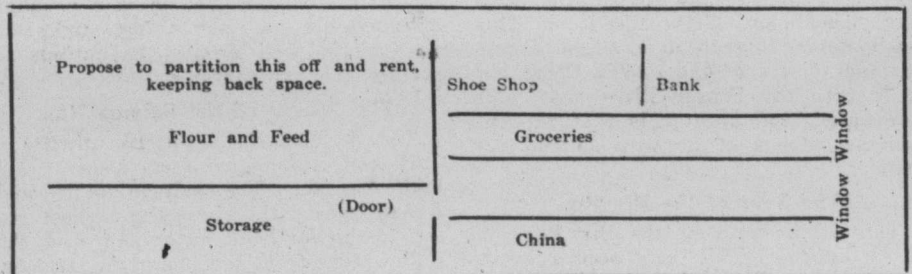 Propose to partition this off and rent,
keeping back space.
Flour and Feed
(Door)
Storage
Shoe Shop
Bank
Groceries
China
Window
Window